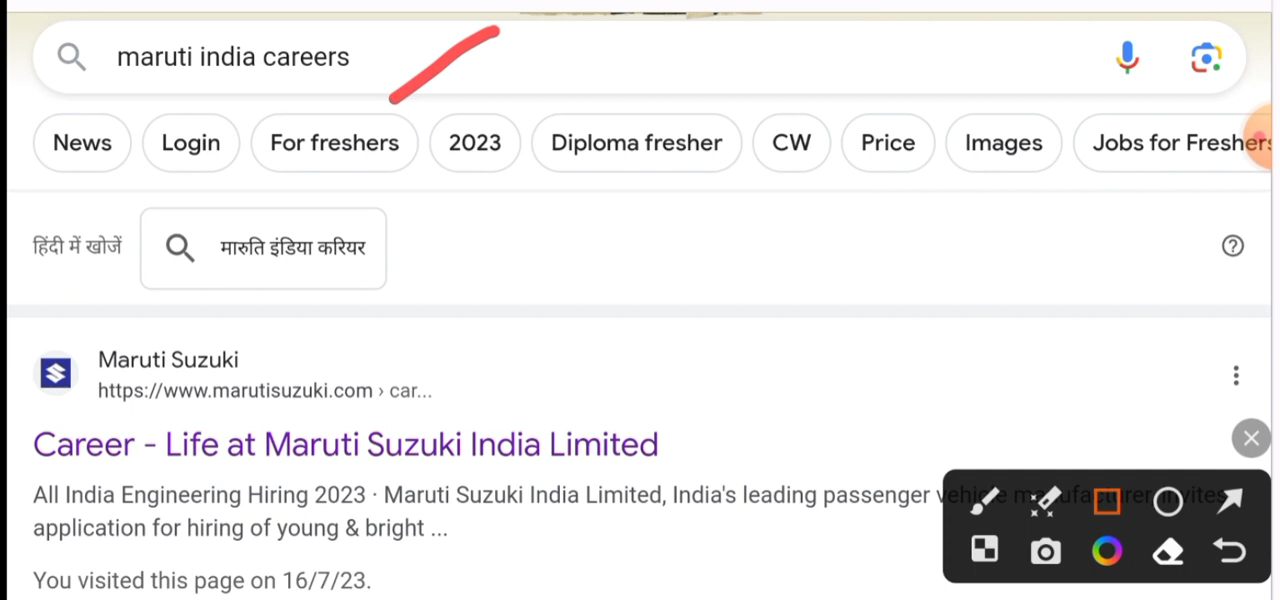 maruti india careers
News Login For freshers 2023 Diploma fresher CW Price Images Jobs for Freshers
हिंदी में खोजें मारुति इंडिया करियर
Maruti Suzuki
https://www.marutisuzuki.com › car...
Career - Life at Maruti Suzuki India Limited
All India Engineering Hiring 2023 · Maruti Suzuki India Limited, India's leading passenger vehicle manufacturer invites
application for hiring of young & bright ...
You visited this page on 16/7/23.